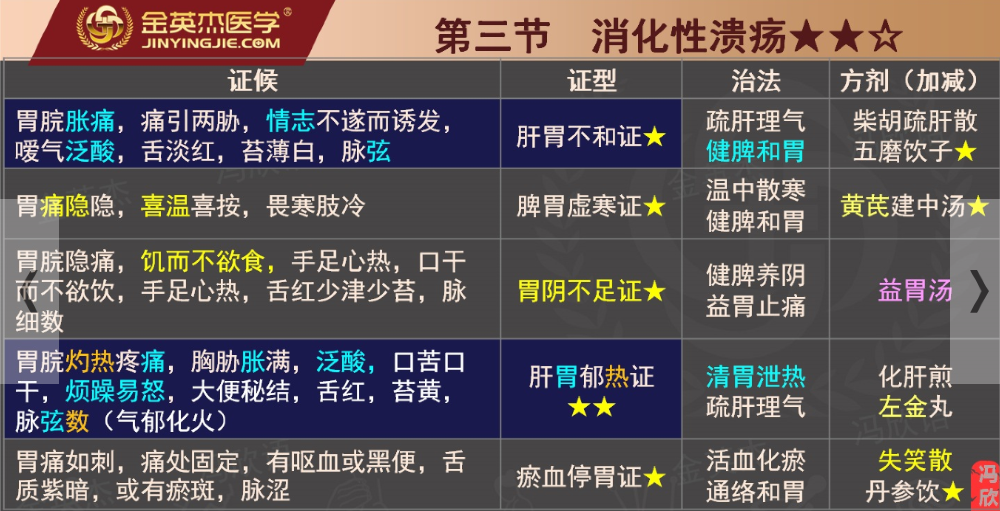 金英杰医学®
JINYINGJIE.COM
第三节 消化性溃疡★★☆
证候 证型 治法 方剂（加减）
胃脘胀痛，痛引两胁，情志不遂而诱发，
嗳气泛酸，舌淡红，苔薄白，脉弦
肝胃不和证★
疏肝理气
健脾和胃
柴胡疏肝散
五磨饮子★
胃痛隐隐，喜温喜按，畏寒肢冷
脾胃虚寒证★
温中散寒
健脾和胃
黄芪建中汤★
胃脘隐痛，饥而不欲食，手足心热，口干
而不欲饮，手足心热，舌红少津少苔，脉
细数
胃阴不足证★
健脾养阴
益胃止痛
益胃汤
胃脘灼热疼痛，胸胁胀满，泛酸，口苦口
干，烦躁易怒，大便秘结，舌红，苔黄，
脉弦数（气郁化火）
肝胃郁热证
★★
清胃泄热
疏肝理气
化肝煎
左金丸
胃痛如刺，痛处固定，有呕血或黑便，舌
质紫暗，或有瘀斑，脉涩
瘀血停胃证★
活血化瘀
通络和胃
失笑散
丹参饮★
冯
欣